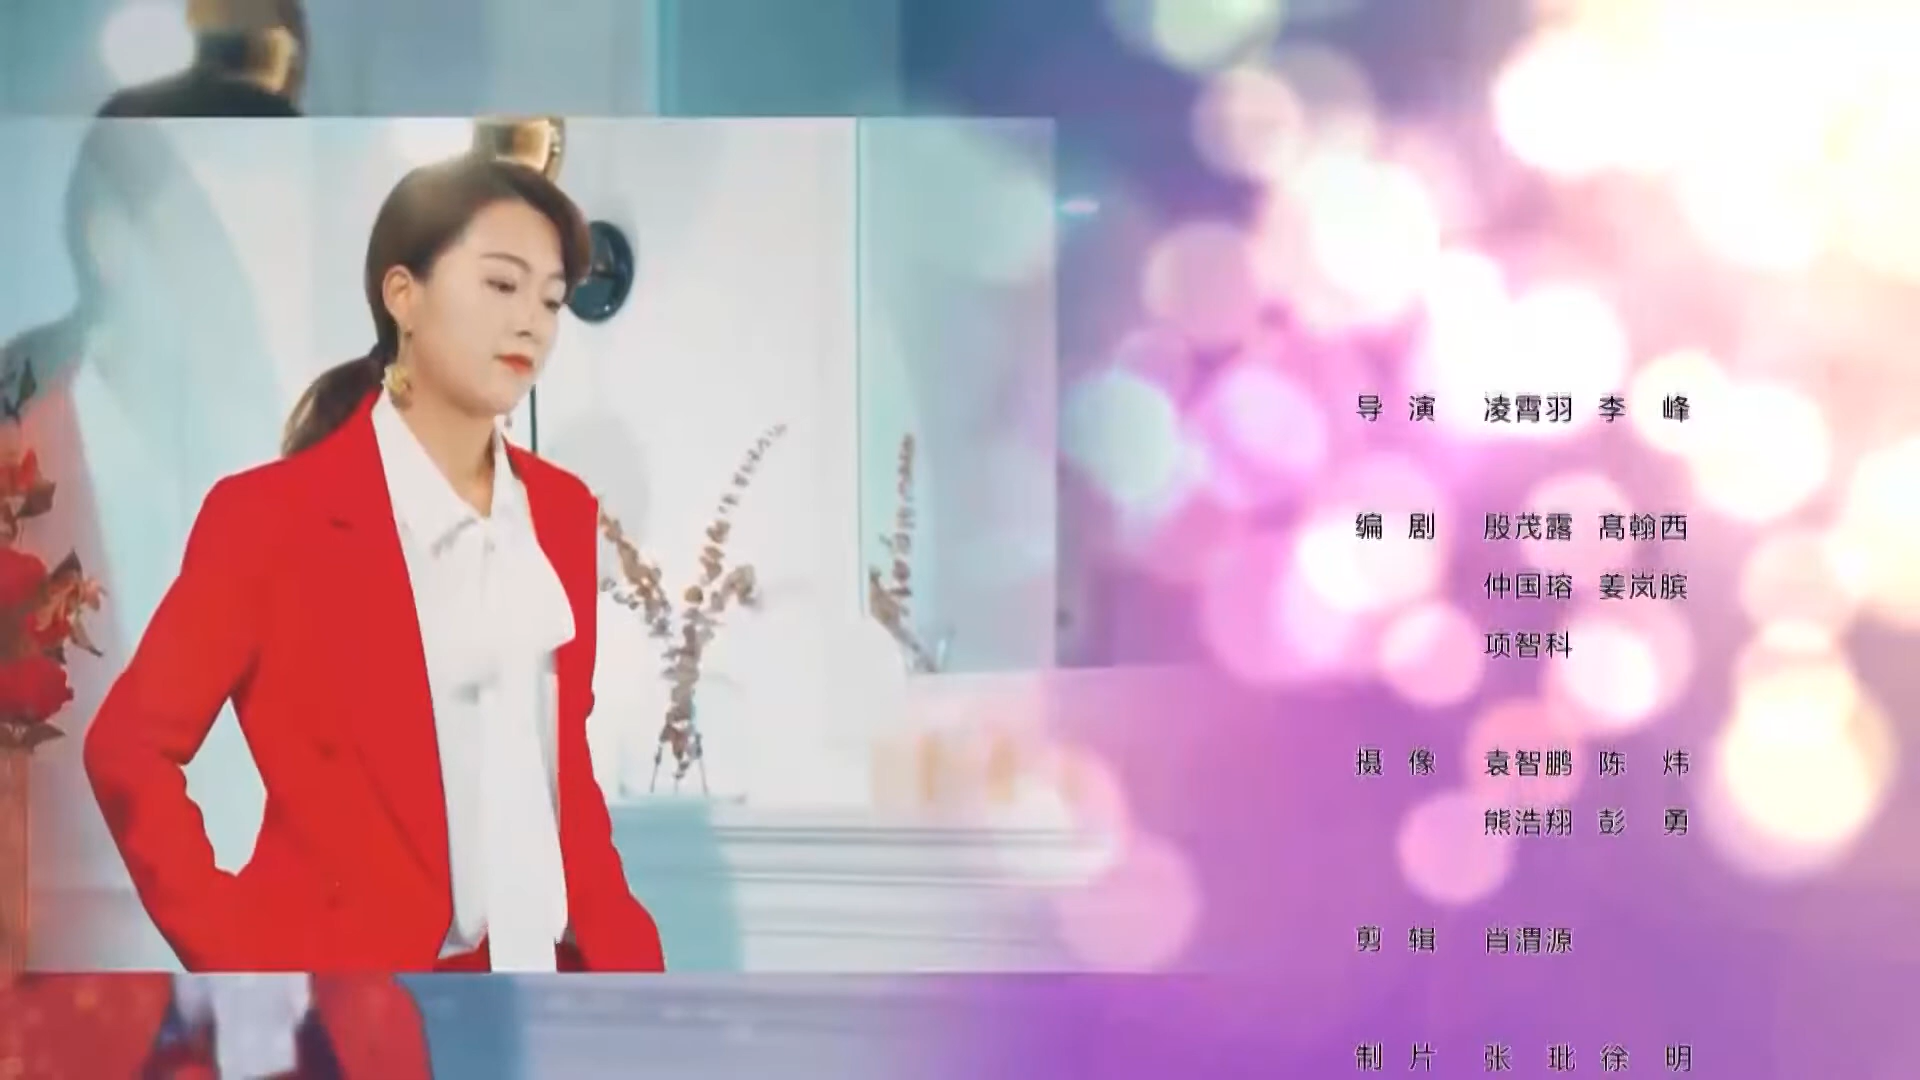 导 演 凌霄羽 李 峰
编 剧 殷茂露 髙翰西
仲国瑢 姜岚膑
项智科
摄 像 袁智鹏 陈 炜
熊浩翔 彭 勇
剪 辑 肖渭源
制 片 张 玭 徐 明